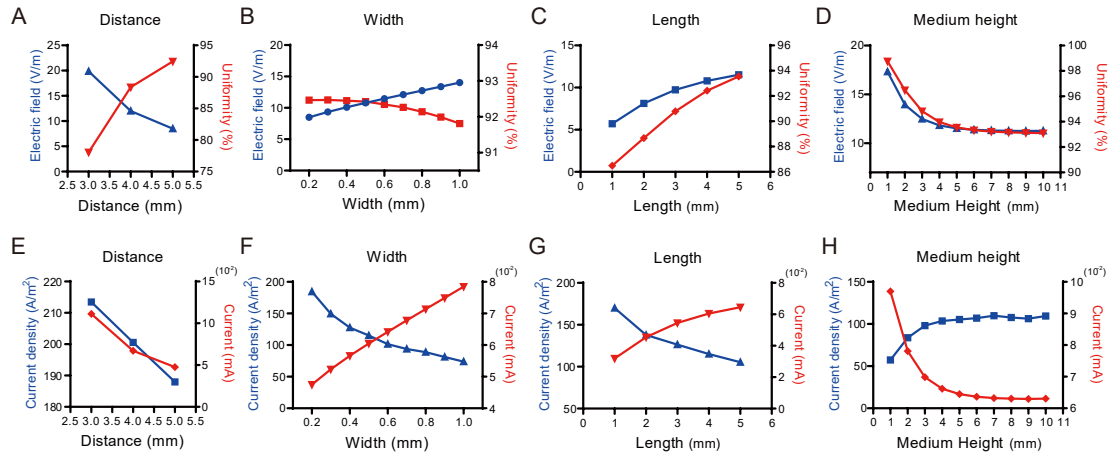 A
Distance
Electric field (V/m)
25
20
15
10
5
0
95
90
85
80
75
Uniformity (%)
2.5 3.0 3.5 4.0 4.5 5.0 5.5
Distance (mm)
B
Width
Electric field (V/m)
20
15
10
5
0
94
93
92
91
Uniformity (%)
0.2 0.4 0.6 0.8 1.0
Width (mm)
C
Length
Electric field (V/m)
15
10
5
0
96
94
92
90
88
86
Uniformity (%)
0 1 2 3 4 5 6
Length (mm)
D
Medium height
Electric field (V/m)
20
15
10
100
98
96
94
92
90
Uniformity (%)
0 1 2 3 4 5 6 7 8 9 10 11
Medium Height (mm)
E
Distance
(10⁻²)
Current density (A/m²)
220
210
200
190
180
15
10
5
0
Current (mA)
2.5 3.0 3.5 4.0 4.5 5.0 5.5
Distance (mm)
F
Width
(10⁻²)
Current density (A/m²)
250
200
150
100
50
0
8
7
6
5
4
Current (mA)
0.2 0.4 0.6 0.8 1.0
Width (mm)
G
Length
(10⁻²)
Current density (A/m²)
200
150
100
50
8
6
4
2
0
Current (mA)
0 1 2 3 4 5 6
Length (mm)
H
Medium height
(10⁻²)
Current density (A/m²)
150
100
50
0
10
9
8
7
6
Current (mA)
0 1 2 3 4 5 6 7 8 9 10 11
Medium Height (mm)